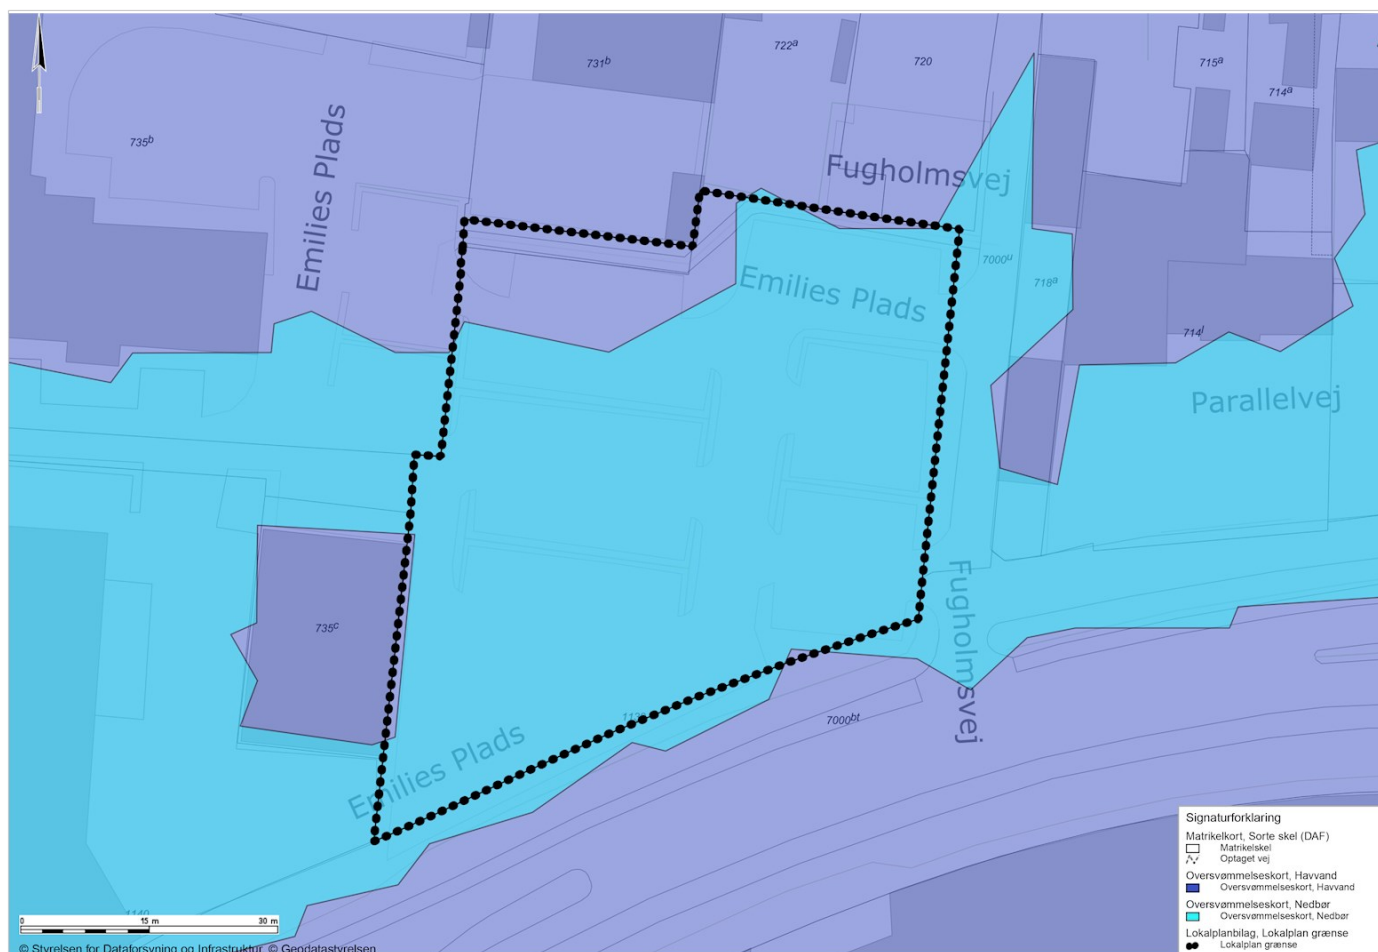 722ᵃ
731ᵇ
720
715ᵃ
714ᵃ
735ᵇ
Emilies Plads
Fugholmsvej
7000ᵘ
718ᵃ
Emilies Plads
714ˡ
Parallelvej
735ᶜ
Fugholmsvej
7000ᵇᵗ
Emilies Plads
1140
0 15 m 30 m
© Styrelsen for Dataforsyning og Infrastruktur, © Geodatastyrelsen
Signaturforklaring
Matrikelkort, Sorte skel (DAF)
Matrikelskel
Optaget vej
Oversvømmelseskort, Havvand
Oversvømmelseskort, Havvand
Oversvømmelseskort, Nedbør
Oversvømmelseskort, Nedbør
Lokalplanbilag, Lokalplan grænse
Lokalplan grænse